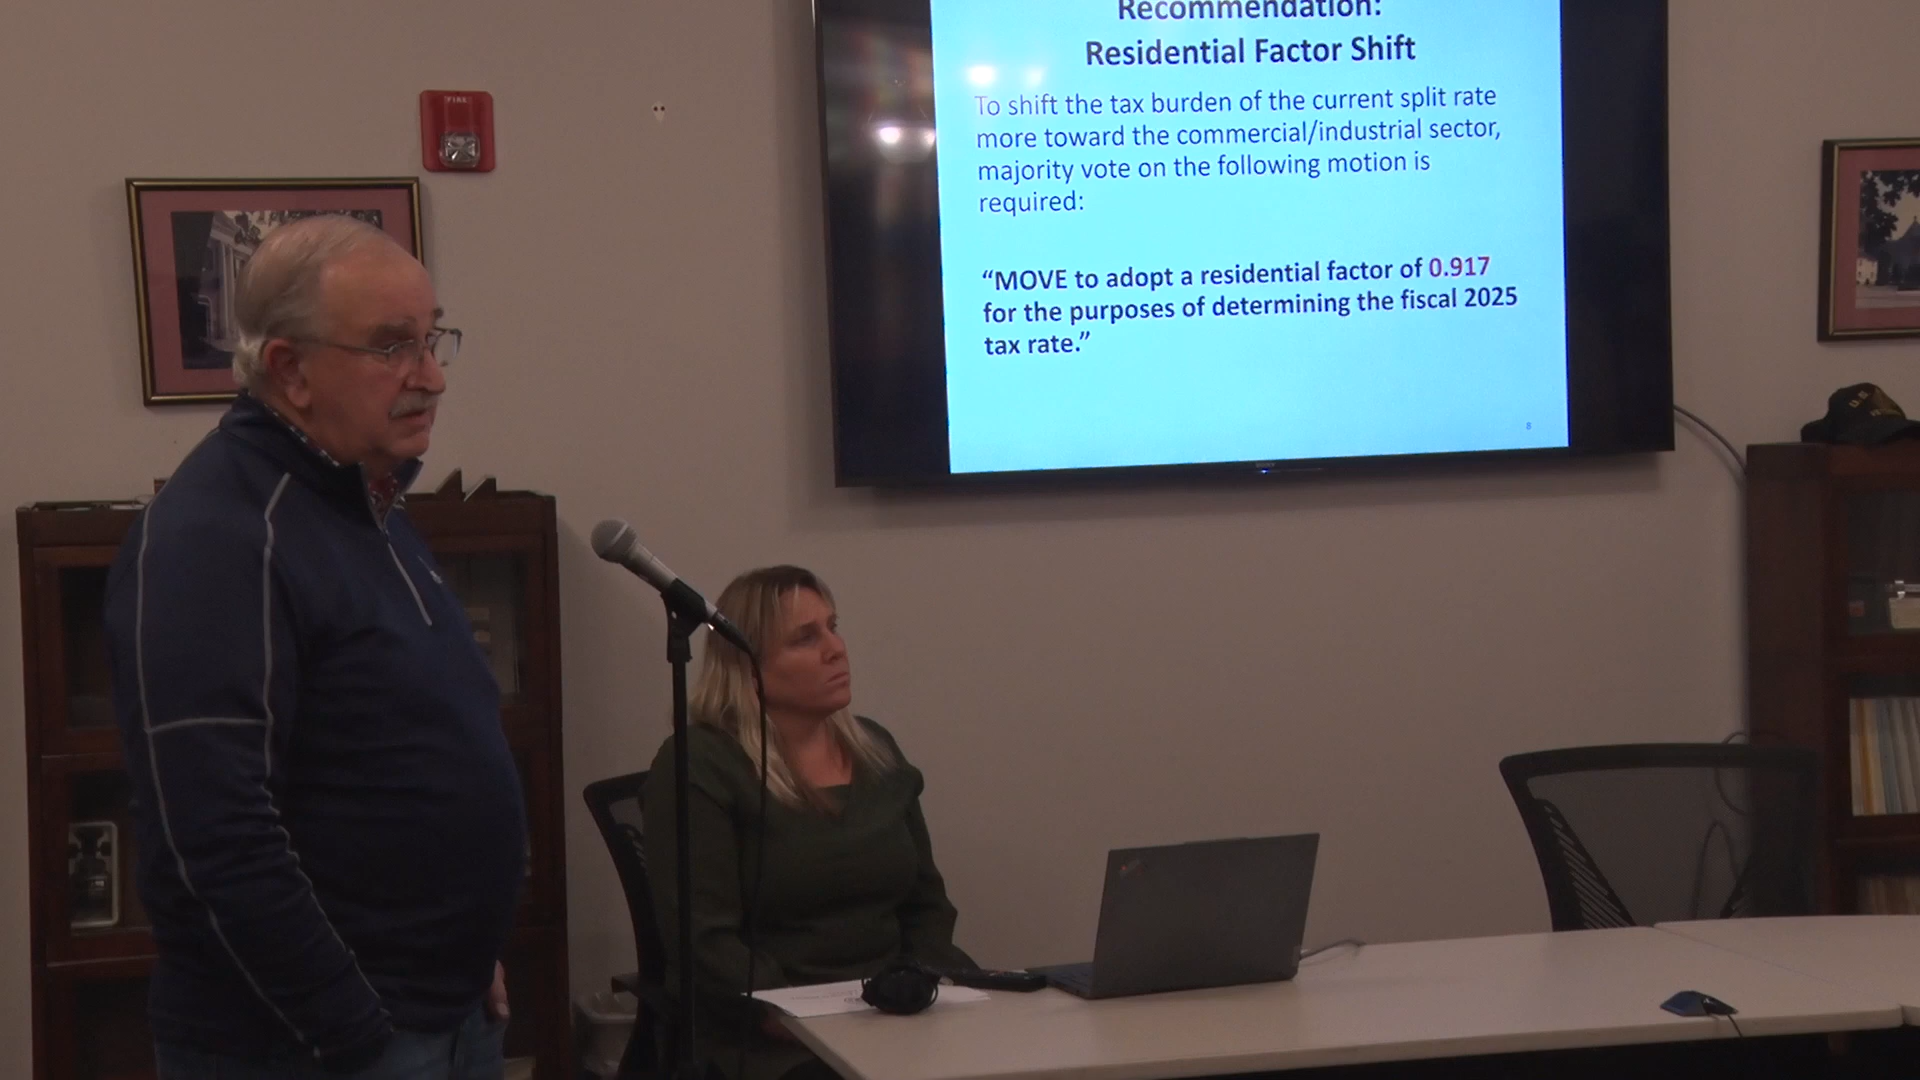 Recommendation:
Residential Factor Shift
To shift the tax burden of the current split rate
more toward the commercial/industrial sector,
majority vote on the following motion is
required:
“MOVE to adopt a residential factor of 0.917
for the purposes of determining the fiscal 2025
tax rate.”
8
FIRE
SONY
U.S.